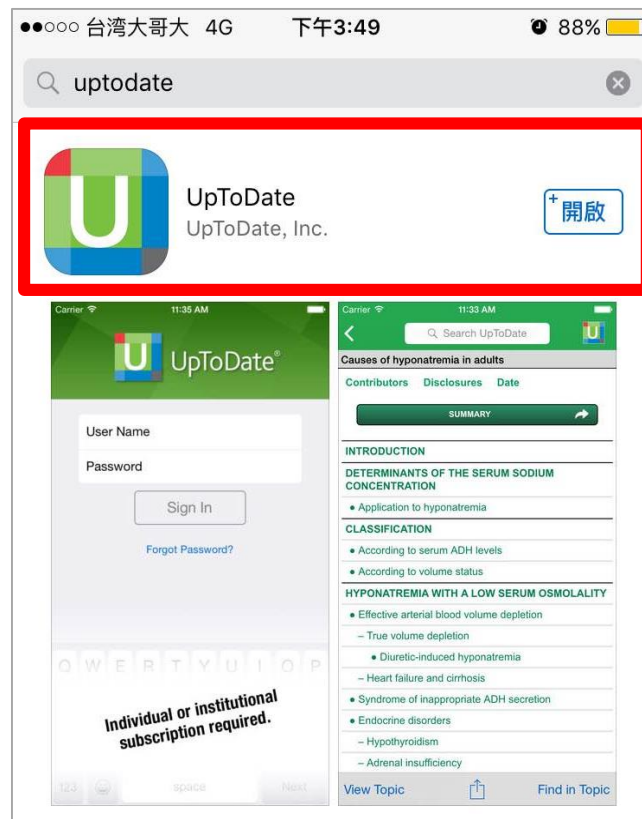 台湾大哥大 4G 下午3:49 88%
uptodate
U
UpToDate
UpToDate, Inc.
+開啟
Carrier 11:35 AM
U UpToDate®
User Name
Password
Sign In
Forgot Password?
Q W E R T Y U I O P
Individual or institutional
subscription required.
123 space Next
Carrier 11:33 AM
Search UpToDate U
Causes of hyponatremia in adults
Contributors Disclosures Date
SUMMARY
INTRODUCTION
DETERMINANTS OF THE SERUM SODIUM
CONCENTRATION
• Application to hyponatremia
CLASSIFICATION
• According to serum ADH levels
• According to volume status
HYPONATREMIA WITH A LOW SERUM OSMOLALITY
• Effective arterial blood volume depletion
– True volume depletion
• Diuretic-induced hyponatremia
– Heart failure and cirrhosis
• Syndrome of inappropriate ADH secretion
• Endocrine disorders
– Hypothyroidism
– Adrenal insufficiency
View Topic Find in Topic